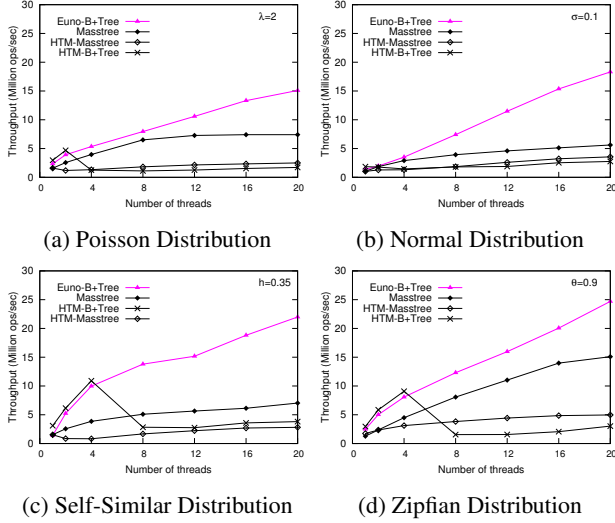 λ=2
Euno-B+Tree
Masstree
HTM-Masstree
HTM-B+Tree
Throughput (Million ops/sec)
30
25
20
15
10
5
0
0 4 8 12 16 20
Number of threads
(a) Poisson Distribution
σ=0.1
Euno-B+Tree
Masstree
HTM-Masstree
HTM-B+Tree
Throughput (Million ops/sec)
30
25
20
15
10
5
0
0 4 8 12 16 20
Number of threads
(b) Normal Distribution
h=0.35
Euno-B+Tree
Masstree
HTM-B+Tree
HTM-Masstree
Throughput (Million ops/sec)
30
25
20
15
10
5
0
0 4 8 12 16 20
Number of threads
(c) Self-Similar Distribution
θ=0.9
Euno-B+Tree
Masstree
HTM-Masstree
HTM-B+Tree
Throughput (Million ops/sec)
30
25
20
15
10
5
0
0 4 8 12 16 20
Number of threads
(d) Zipfian Distribution